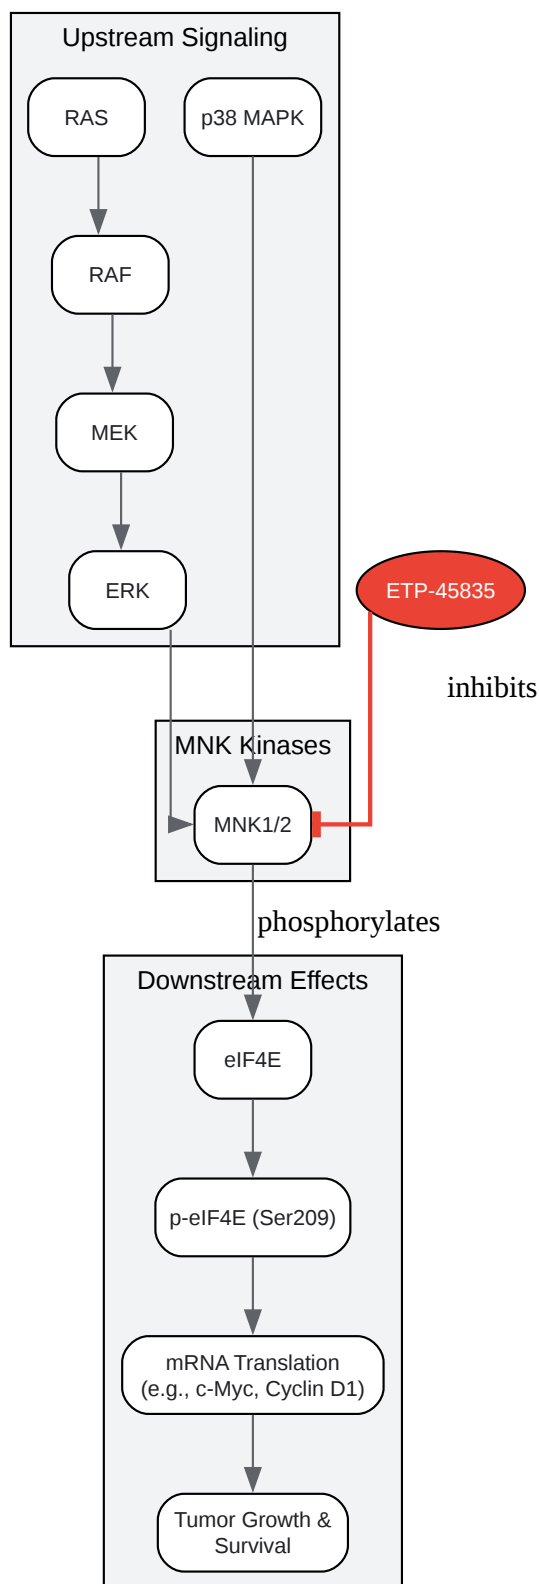 Upstream Signaling
RAS
p38 MAPK
RAF
MEK
ERK
ETP-45835
inhibits
MNK Kinases
MNK1/2
phosphorylates
Downstream Effects
eIF4E
p-eIF4E (Ser209)
mRNA Translation
(e.g., c-Myc, Cyclin D1)
Tumor Growth &
Survival